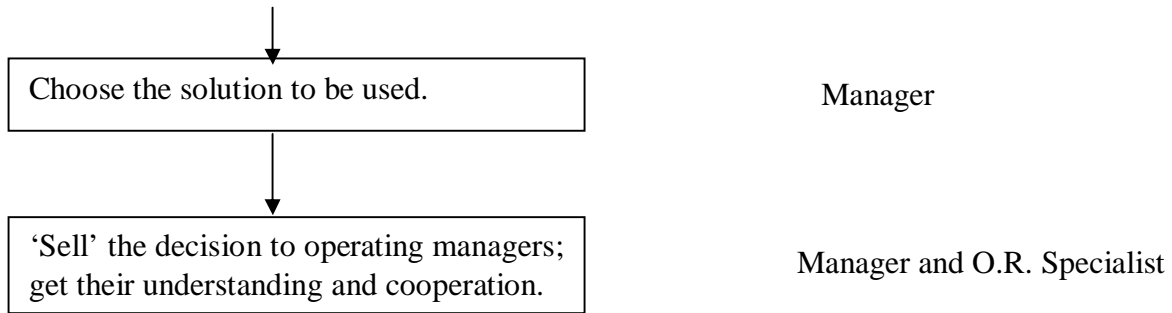 Choose the solution to be used.
Manager
‘Sell’ the decision to operating managers;
get their understanding and cooperation.
Manager and O.R. Specialist